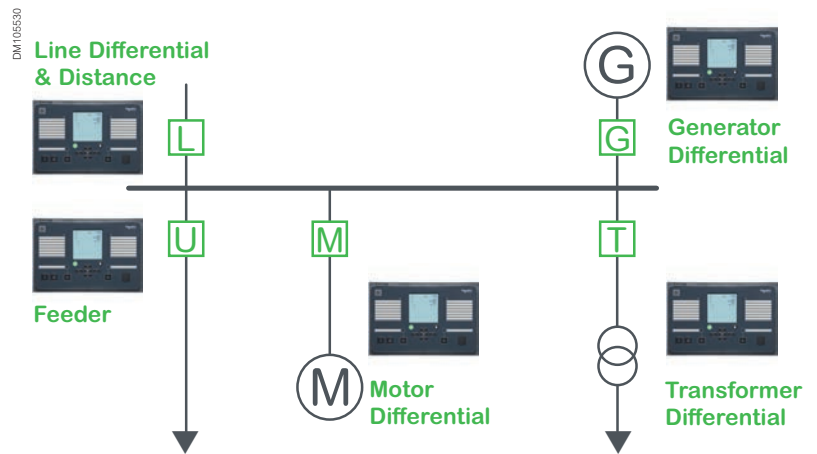 DM105530
Line Differential
& Distance
G
Generator
Differential
L
G
U
M
T
Feeder
M
Motor
Differential
Transformer
Differential